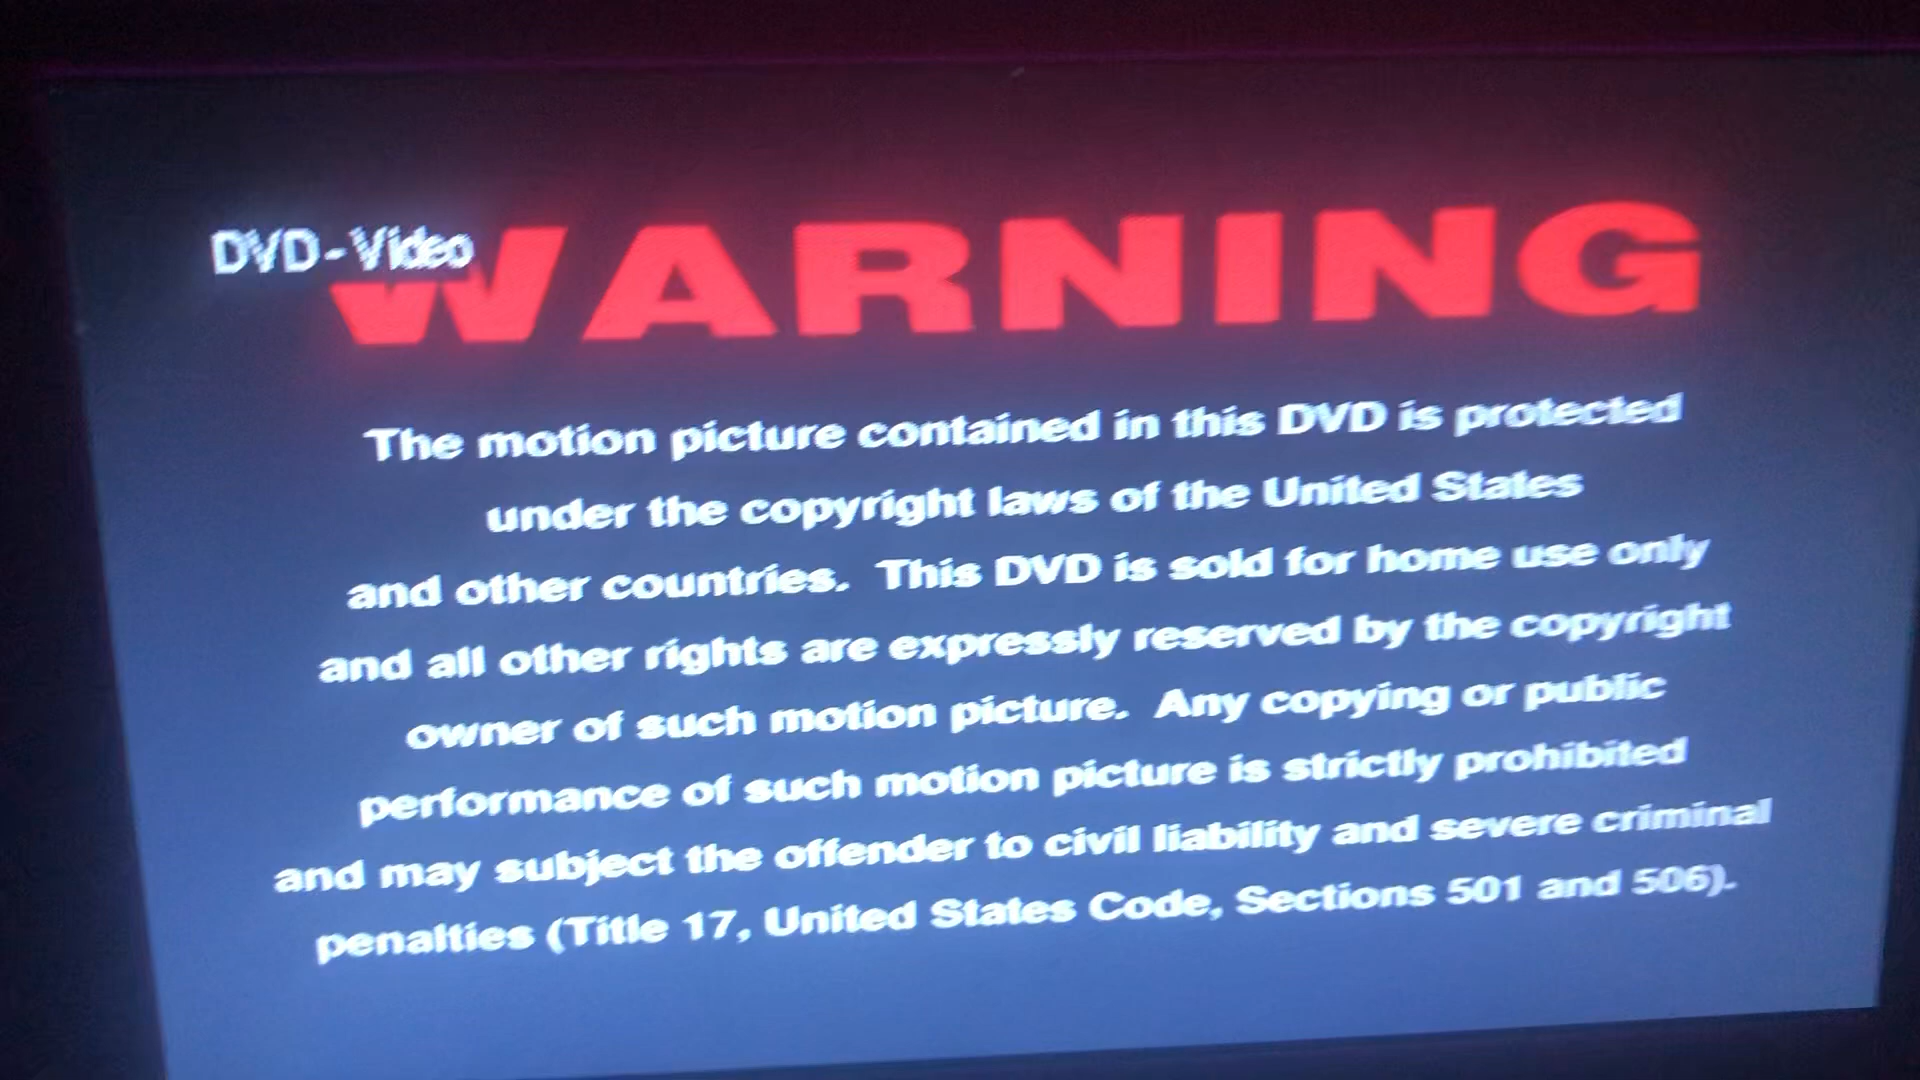 DVD-Video
WARNING
The motion picture contained in this DVD is protected
under the copyright laws of the United States
and other countries.  This DVD is sold for home use only
and all other rights are expressly reserved by the copyright
owner of such motion picture.  Any copying or public
performance of such motion picture is strictly prohibited
and may subject the offender to civil liability and severe criminal
penalties (Title 17, United States Code, Sections 501 and 506).